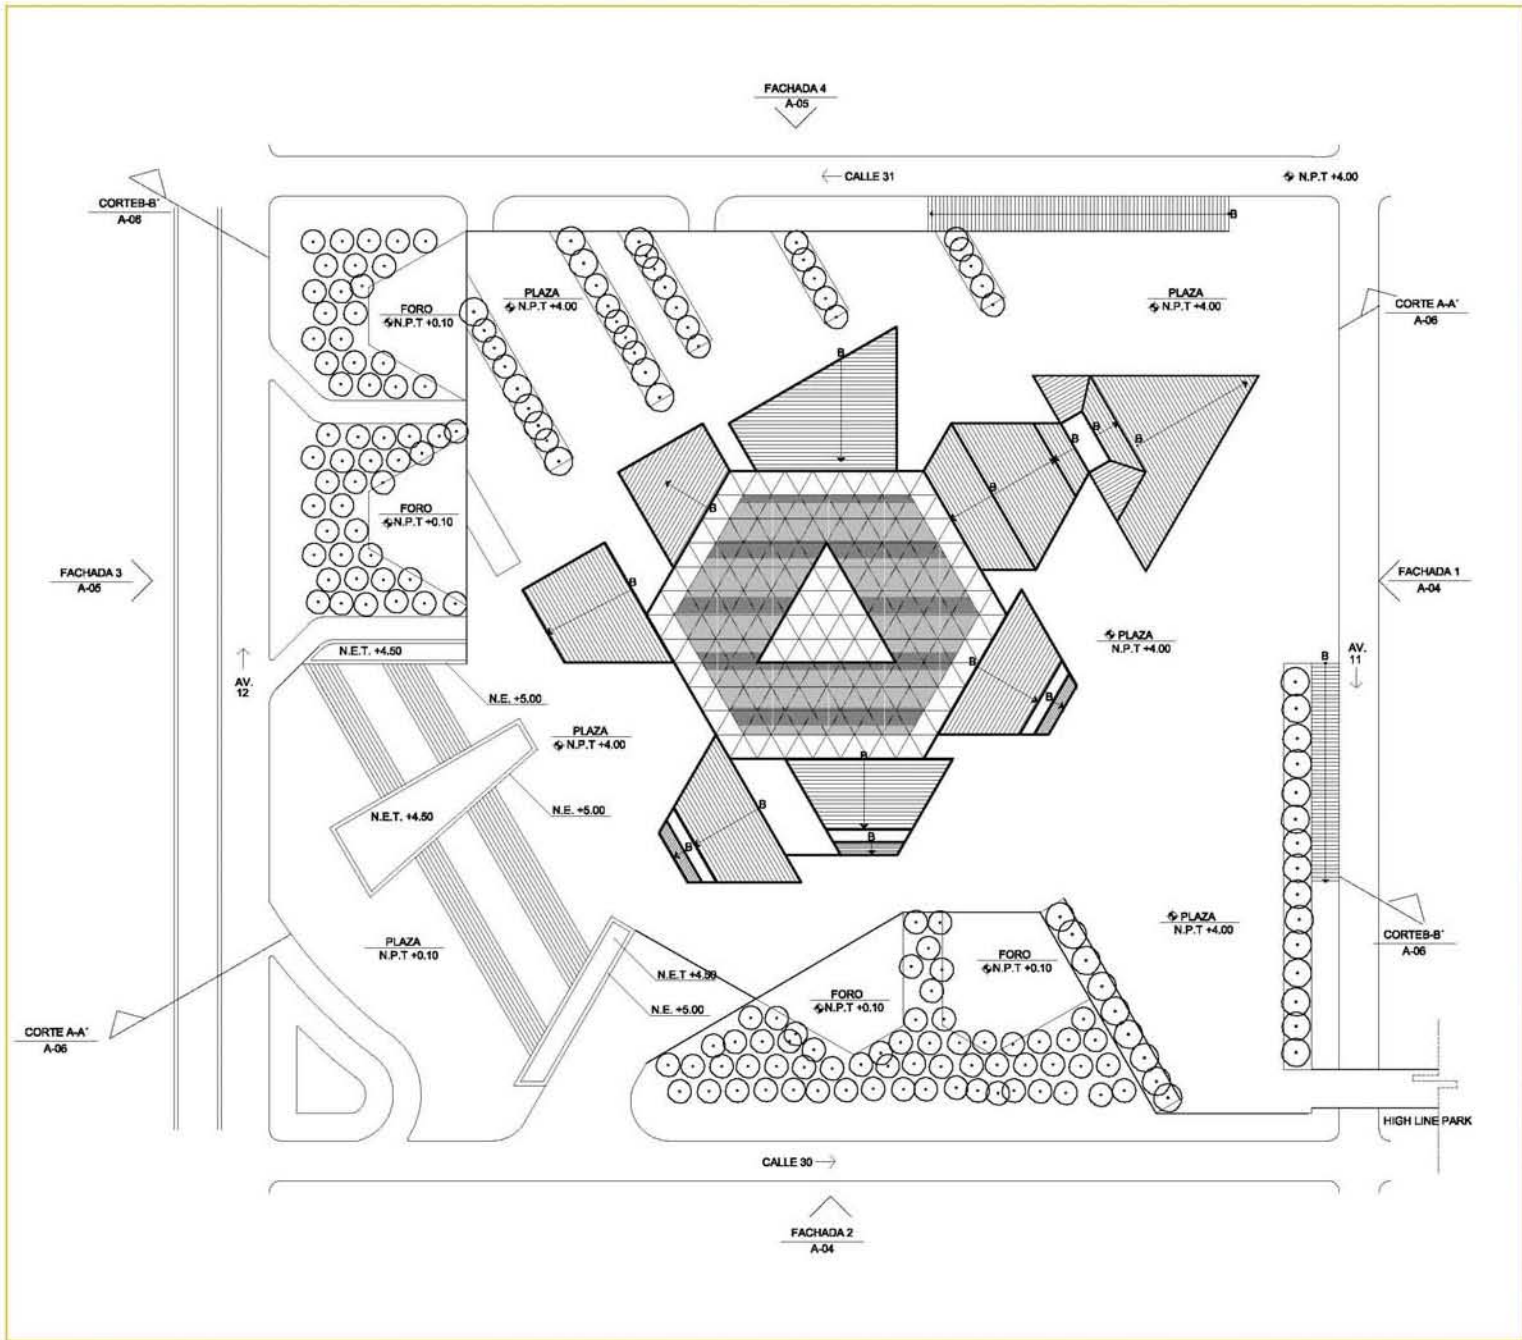 FACHADA 4
A-05
CALLE 31
N.P.T +4.00
CORTEB-B´
A-06
FORO
N.P.T +0.10
PLAZA
N.P.T +4.00
PLAZA
N.P.T +4.00
CORTE A-A´
A-06
B
B
B
B
B
B
B
B
FORO
N.P.T +0.10
FACHADA 3
A-05
B
FACHADA 1
A-04
PLAZA
N.P.T +4.00
N.E.T. +4.50
AV.
12
AV.
11
B
B
B
N.E. +5.00
PLAZA
N.P.T +4.00
B
N.E. +5.00
N.E.T. +4.50
B
B
B
PLAZA
N.P.T +4.00
CORTEB-B´
A-06
PLAZA
N.P.T +0.10
FORO
N.P.T +0.10
N.E.T +4.50
FORO
N.P.T +0.10
N.E. +5.00
CORTE A-A´
A-06
HIGH LINE PARK
CALLE 30
FACHADA 2
A-04